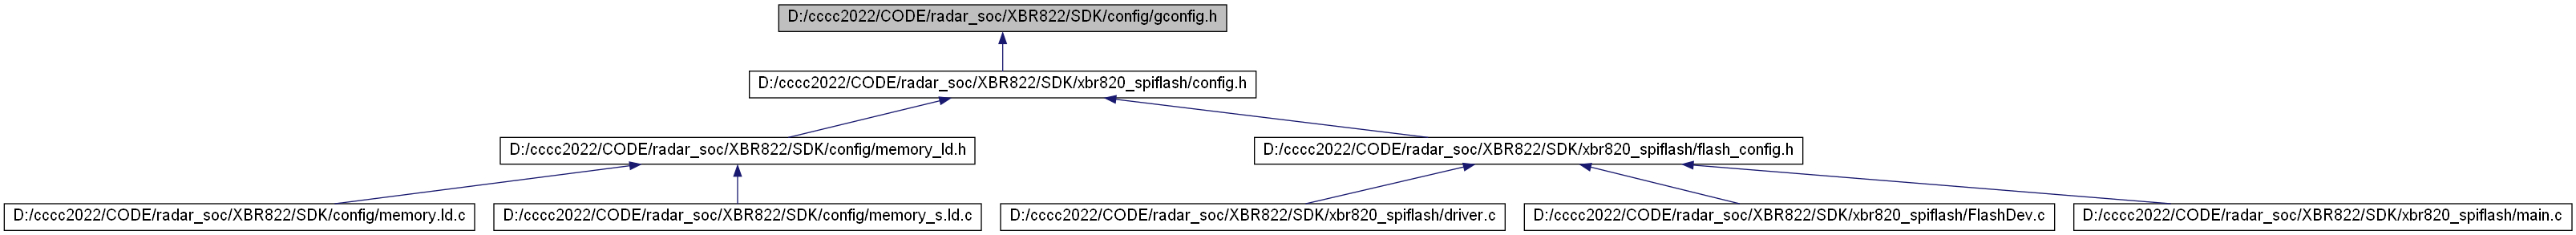 D:/cccc2022/CODE/radar_soc/XBR822/SDK/config/gconfig.h
D:/cccc2022/CODE/radar_soc/XBR822/SDK/xbr820_spiflash/config.h
D:/cccc2022/CODE/radar_soc/XBR822/SDK/config/memory_ld.h
D:/cccc2022/CODE/radar_soc/XBR822/SDK/xbr820_spiflash/flash_config.h
D:/cccc2022/CODE/radar_soc/XBR822/SDK/config/memory.ld.c
D:/cccc2022/CODE/radar_soc/XBR822/SDK/config/memory_s.ld.c
D:/cccc2022/CODE/radar_soc/XBR822/SDK/xbr820_spiflash/driver.c
D:/cccc2022/CODE/radar_soc/XBR822/SDK/xbr820_spiflash/FlashDev.c
D:/cccc2022/CODE/radar_soc/XBR822/SDK/xbr820_spiflash/main.c